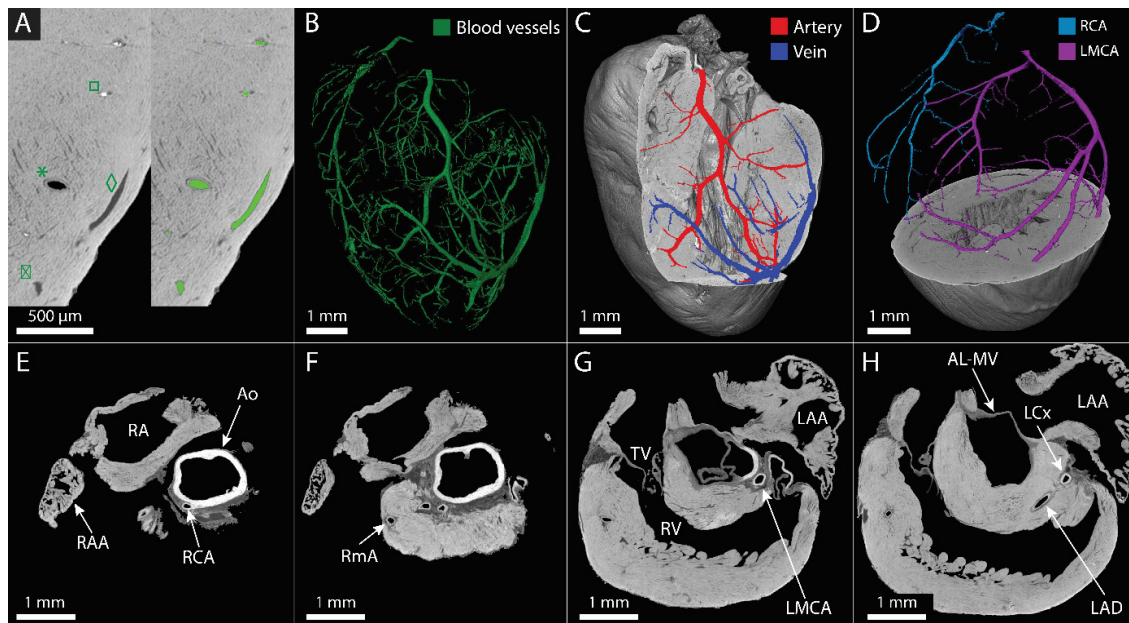 A
500 µm
B
Blood vessels
1 mm
C
Artery
Vein
1 mm
D
RCA
LMCA
1 mm
E
Ao
RA
RAA
RCA
1 mm
F
RmA
1 mm
G
LAA
TV
RV
LMCA
1 mm
H
AL-MV
LAA
LCx
LAD
1 mm